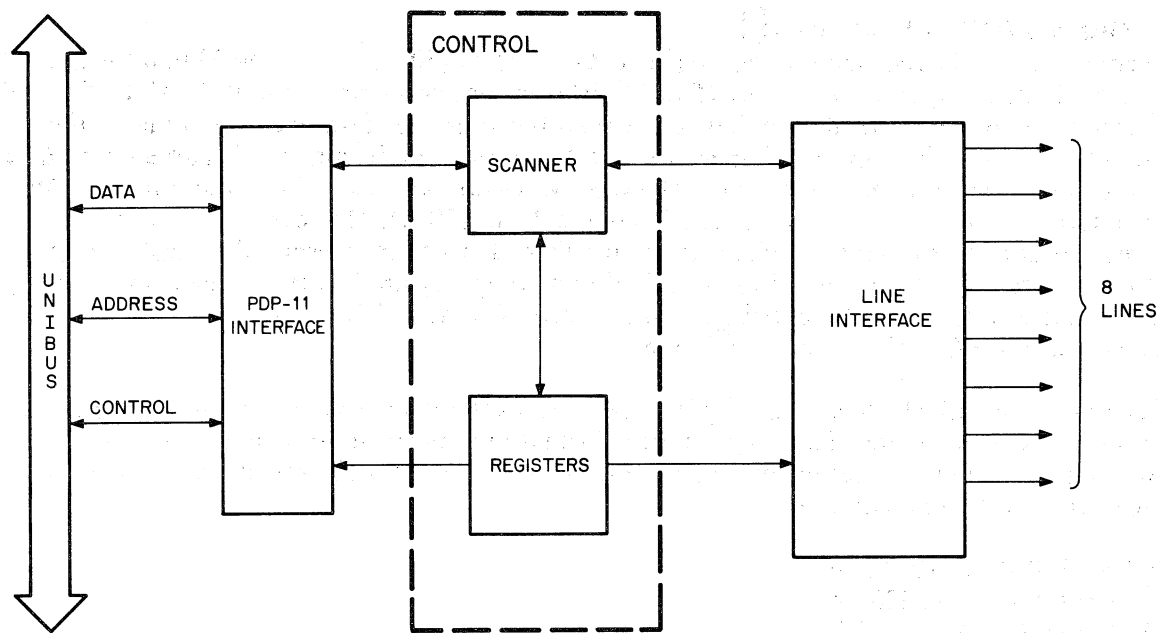 CONTROL
SCANNER
DATA
UNIBUS
ADDRESS
PDP-11
INTERFACE
CONTROL
REGISTERS
LINE
INTERFACE
8
LINES